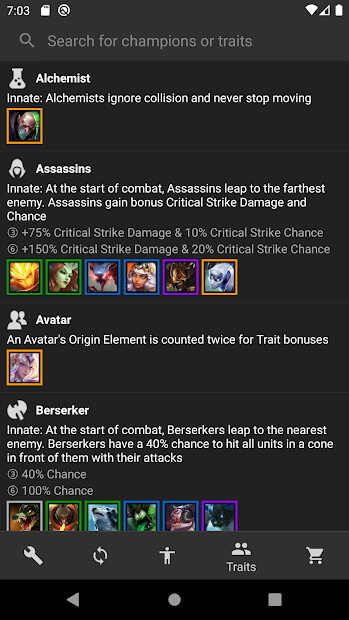 7:03
Search for champions or traits
Alchemist
Innate: Alchemists ignore collision and never stop moving
Assassins
Innate: At the start of combat, Assassins leap to the farthest
enemy. Assassins gain bonus Critical Strike Damage and
Chance
③ +75% Critical Strike Damage & 10% Critical Strike Chance
⑥ +150% Critical Strike Damage & 20% Critical Strike Chance
Avatar
An Avatar's Origin Element is counted twice for Trait bonuses
Berserker
Innate: At the start of combat, Berserkers leap to the nearest
enemy. Berserkers have a 40% chance to hit all units in a cone
in front of them with their attacks
③ 40% Chance
⑥ 100% Chance
Traits